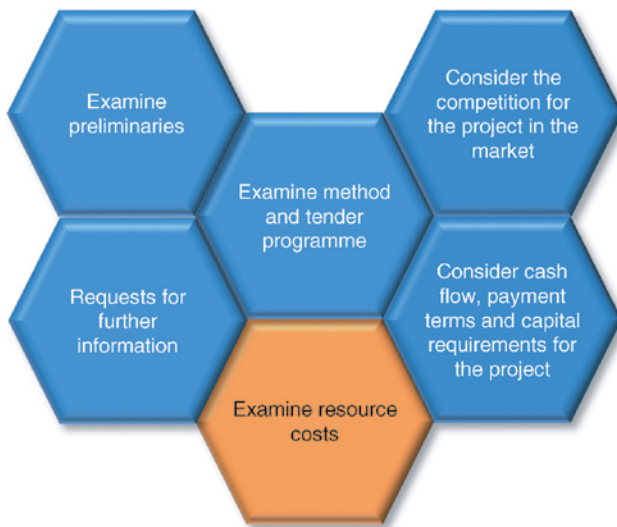 Examine
preliminaries
Consider the
competition for
the project in the
market
Examine method
and tender
programme
Requests for
further
information
Consider cash
flow, payment
terms and capital
requirements for
the project
Examine resource
costs